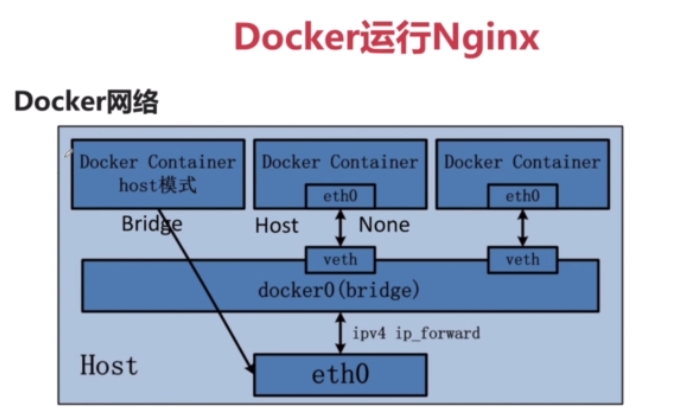 Docker运行Nginx
Docker网络
Docker Container
host模式
Docker Container
eth0
Docker Container
eth0
Bridge
Host
None
veth
veth
docker0(bridge)
ipv4 ip_forward
Host
eth0